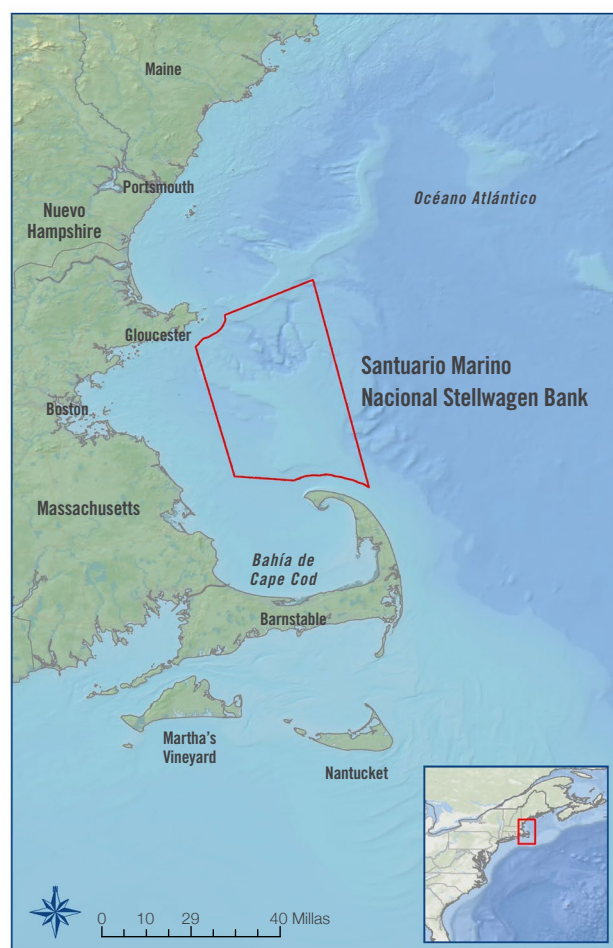 Maine
Océano Atlántico
Portsmouth
Nuevo
Hampshire
Gloucester
Santuario Marino
Nacional Stellwagen Bank
Boston
Massachusetts
Bahía de
Cape Cod
Barnstable
Martha's
Vineyard
Nantucket
0 10 29 40 Millas